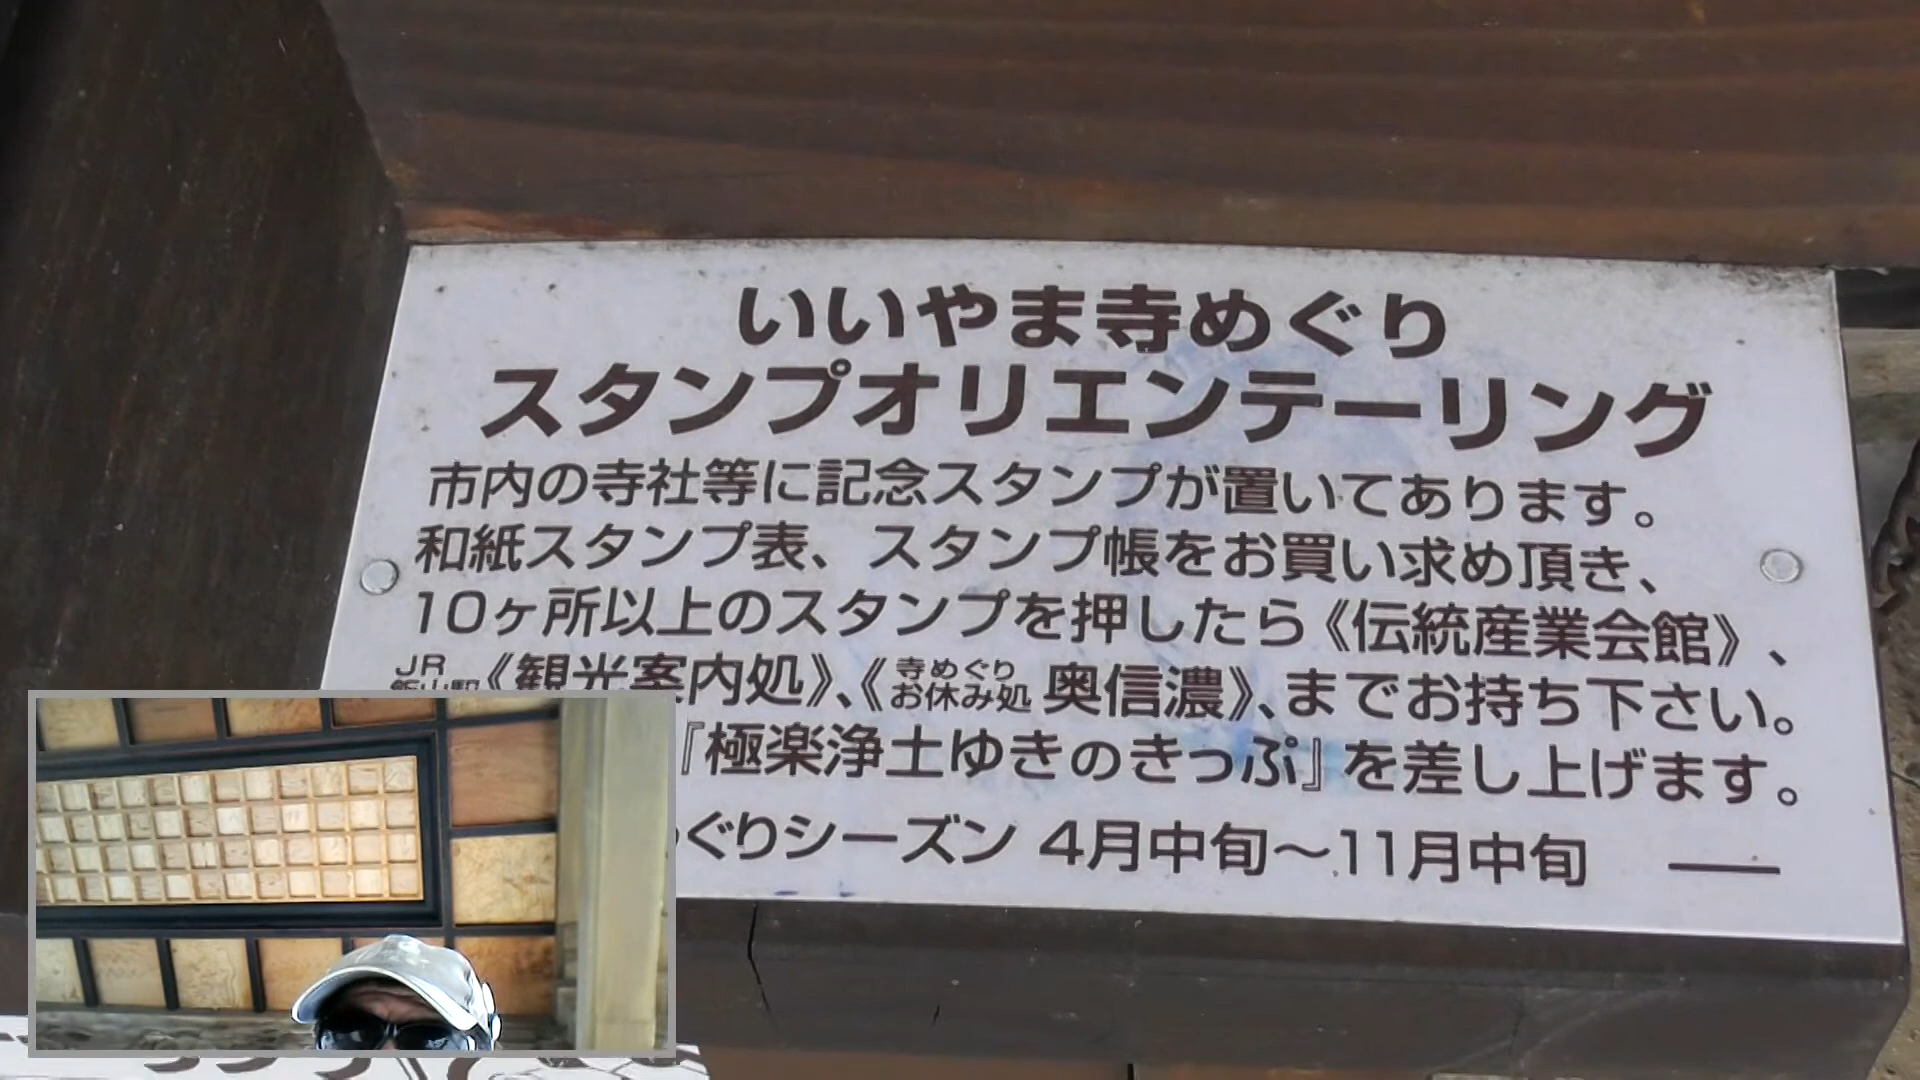 いいやま寺めぐり
スタンプオリエンテーリング
市内の寺社等に記念スタンプが置いてあります。
和紙スタンプ表、スタンプ帳をお買い求め頂き、
10ヶ所以上のスタンプを押したら《伝統産業会館》、
JR飯山駅《観光案内処》、《寺めぐりお休み処 奥信濃》、までお持ち下さい。
『極楽浄土ゆきのきっぷ』を差し上げます。
めぐりシーズン 4月中旬～11月中旬 ―